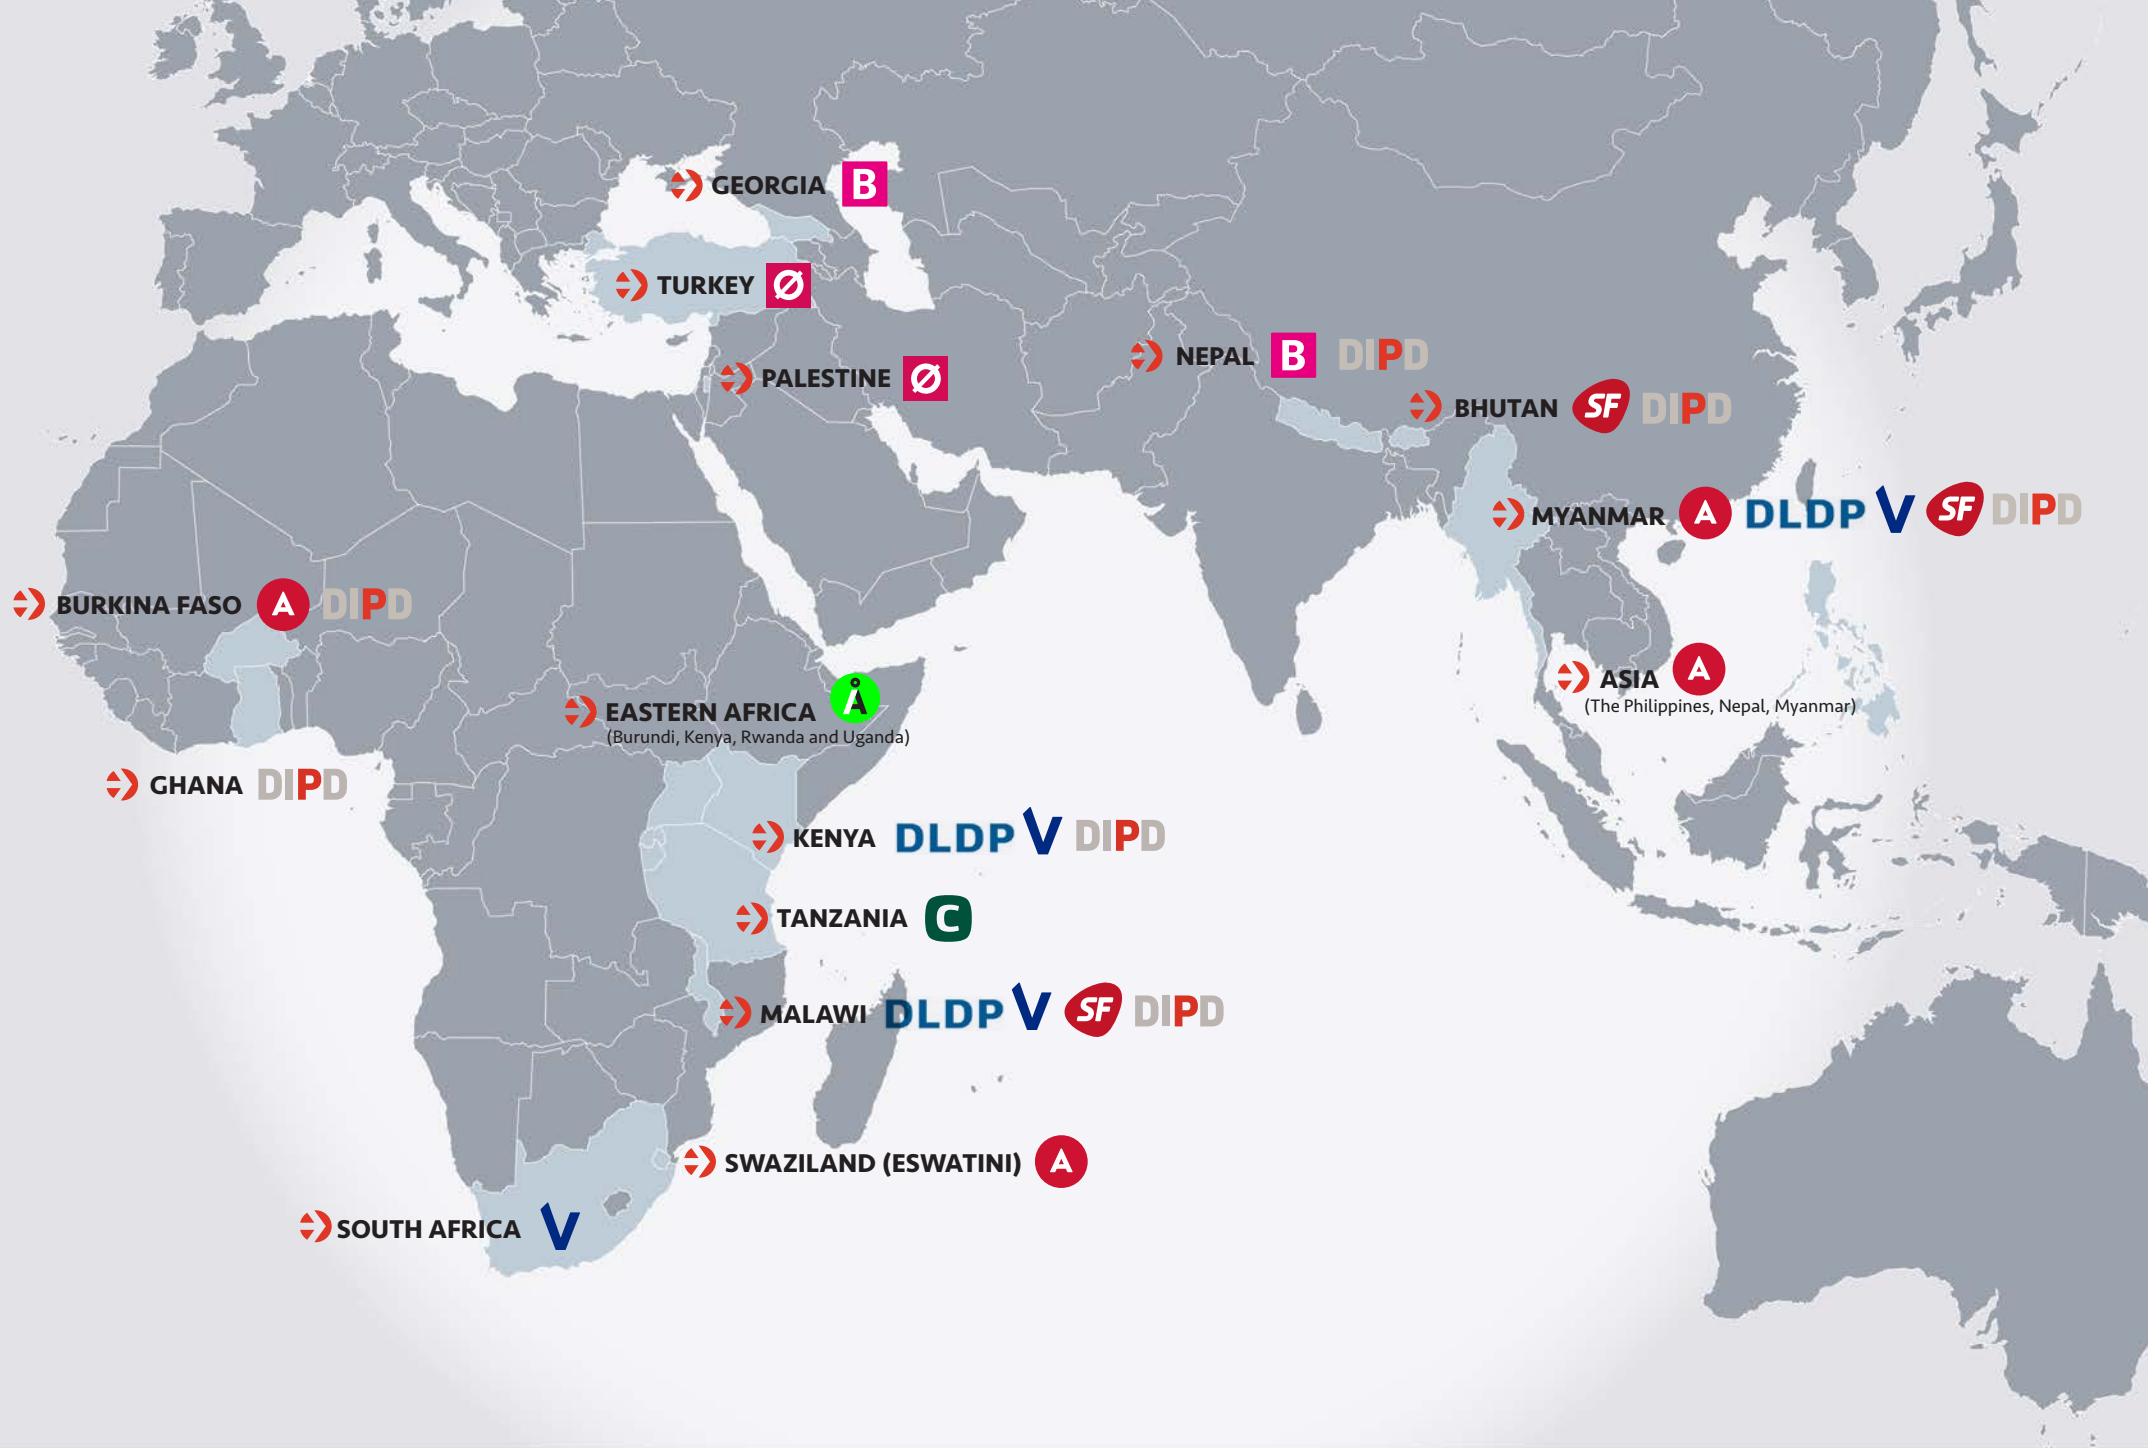 GEORGIA B
TURKEY Ø
PALESTINE Ø
NEPAL B DIPD
BHUTAN SF DIPD
MYANMAR A DLDP V SF DIPD
BURKINA FASO A DIPD
ASIA A
(The Philippines, Nepal, Myanmar)
EASTERN AFRICA Å
(Burundi, Kenya, Rwanda and Uganda)
GHANA DIPD
KENYA DLDP V DIPD
TANZANIA C
MALAWI DLDP V SF DIPD
SWAZILAND (ESWATINI) A
SOUTH AFRICA V